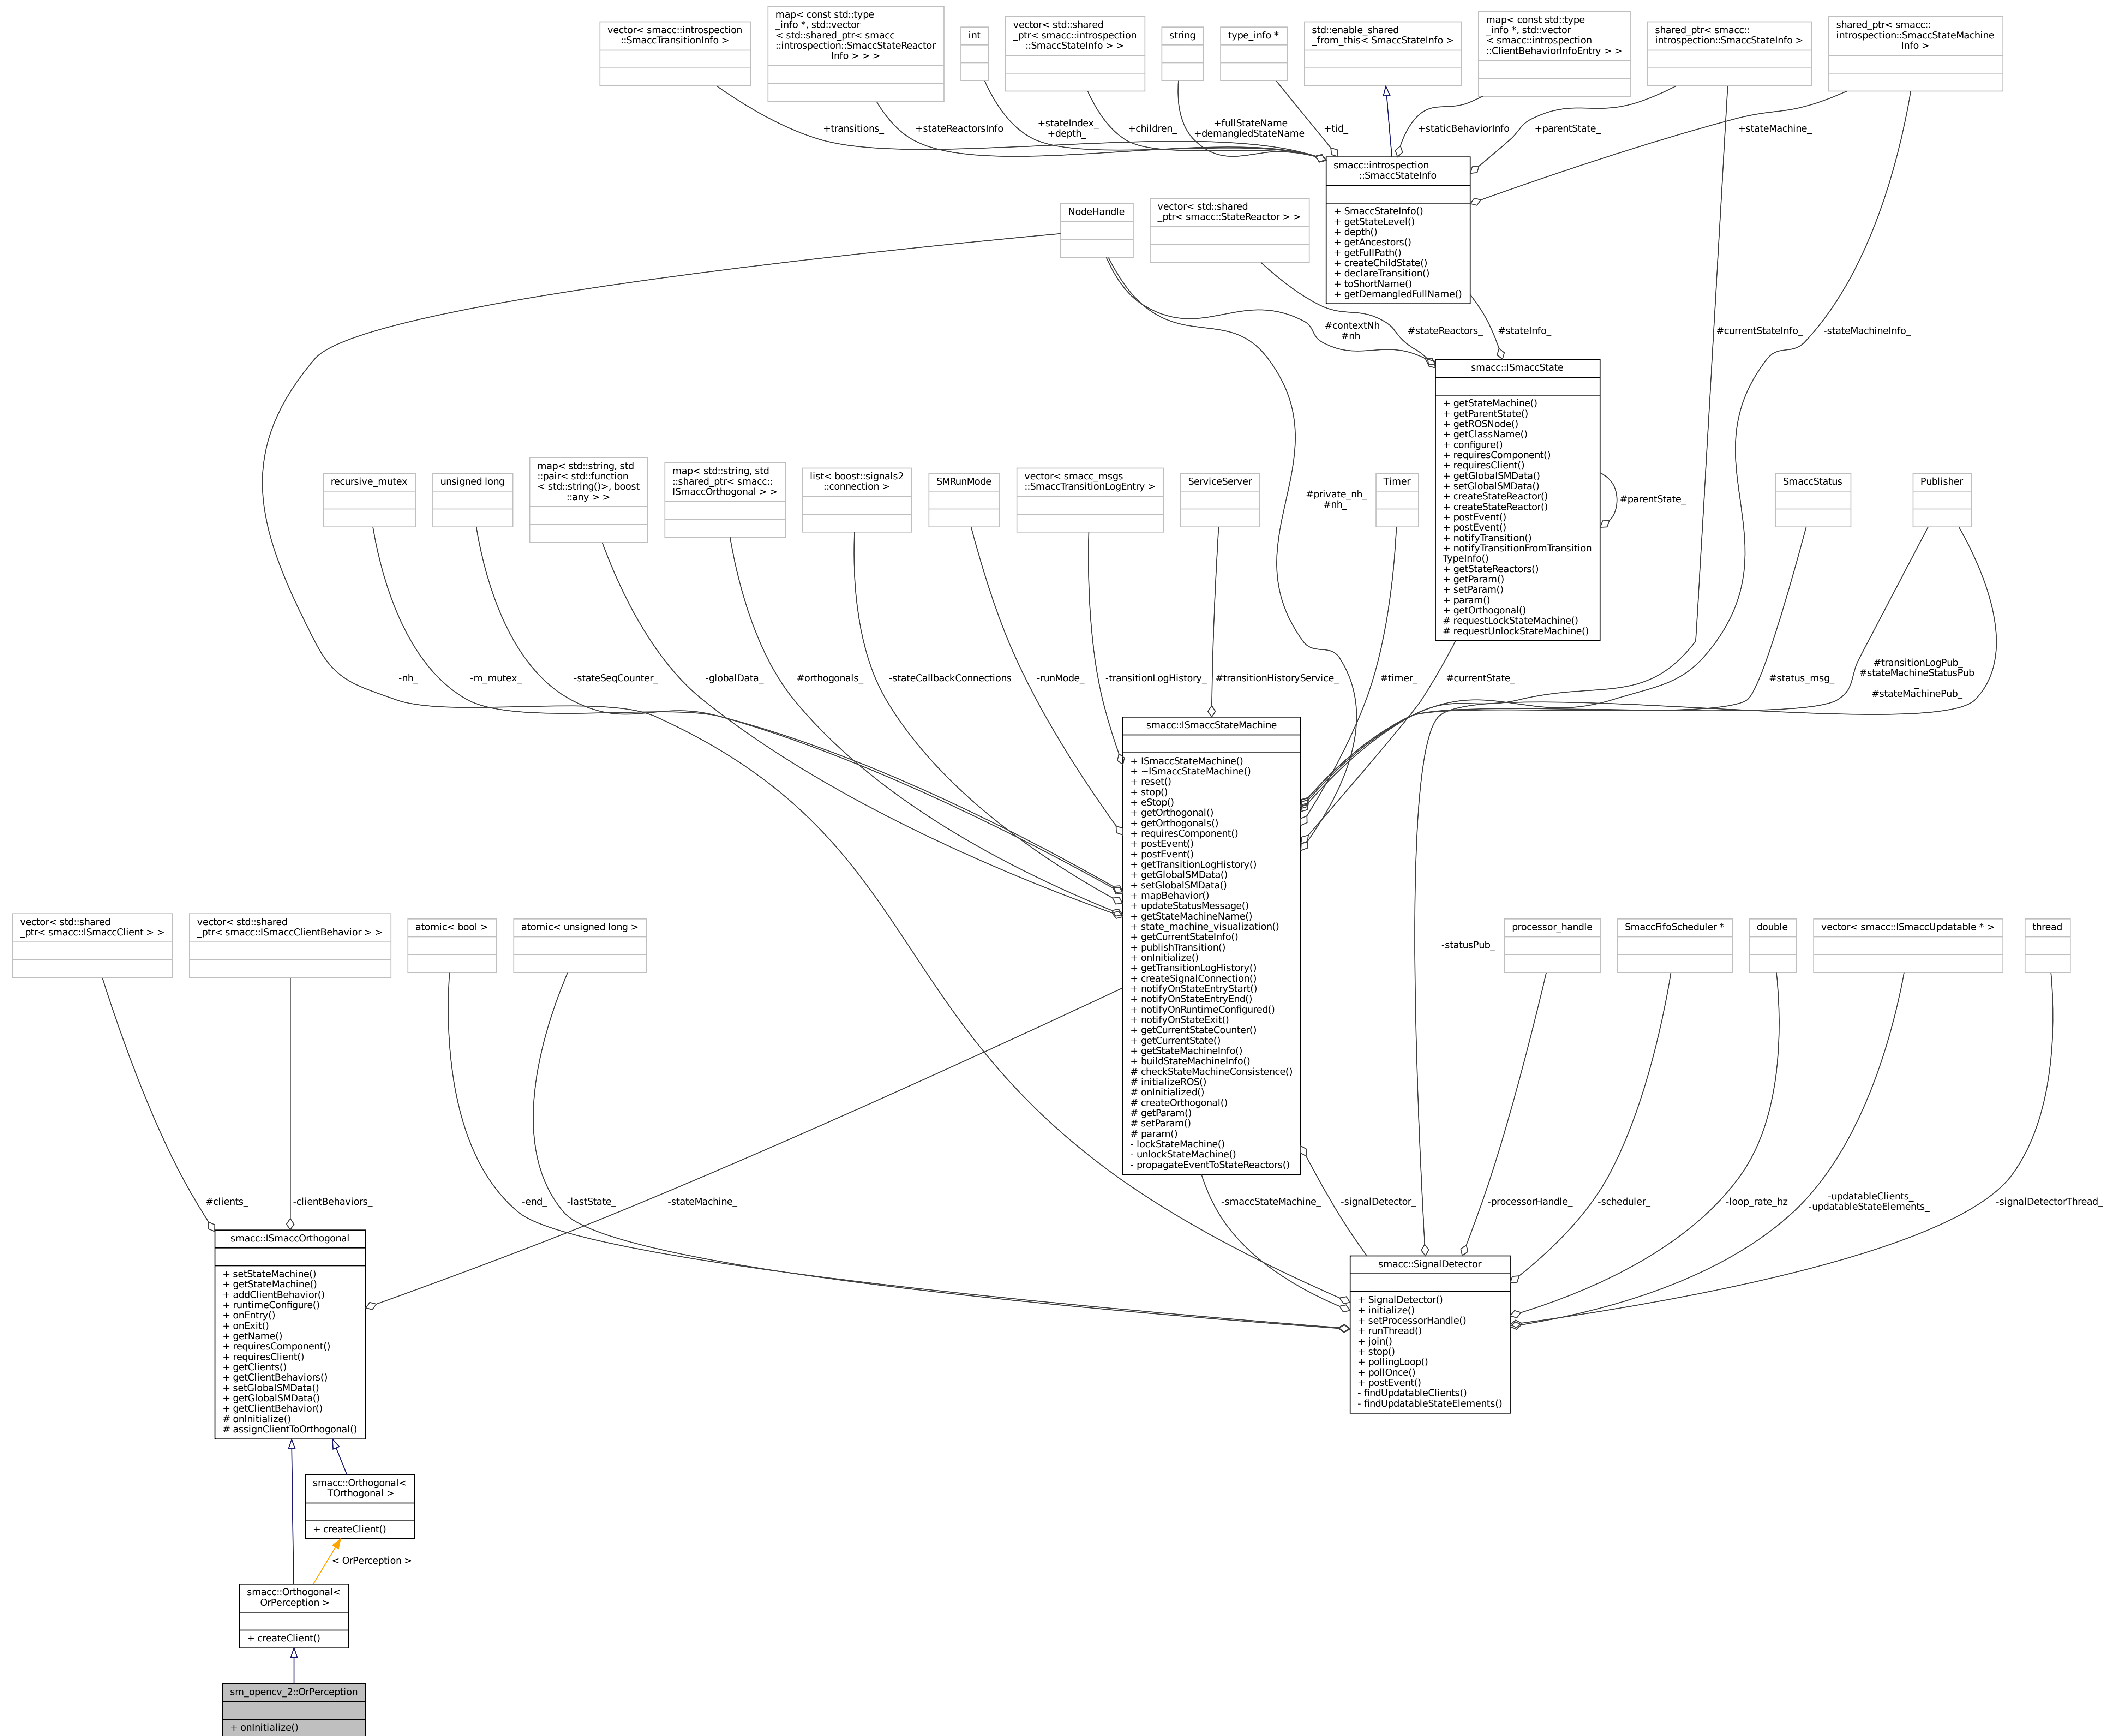 vector< smacc::introspection
::SmaccTransitionInfo >
map< const std::type
_info *, std::vector
< std::shared_ptr< smacc
::introspection::SmaccStateReactor
Info > > >
int
vector< std::shared
_ptr< smacc::introspection
::SmaccStateInfo > >
string
type_info *
std::enable_shared
_from_this< SmaccStateInfo >
map< const std::type
_info *, std::vector
< smacc::introspection
::ClientBehaviorInfoEntry > >
shared_ptr< smacc::
introspection::SmaccStateInfo >
shared_ptr< smacc::
introspection::SmaccStateMachine
Info >
+transitions_
+stateReactorsInfo
+stateIndex_
+depth_
+children_
+fullStateName
+demangledStateName
+tid_
+staticBehaviorInfo
+parentState_
+stateMachine_
smacc::introspection
::SmaccStateInfo
+ SmaccStateInfo()
+ getStateLevel()
+ depth()
+ getAncestors()
+ getFullPath()
+ createChildState()
+ declareTransition()
+ toShortName()
+ getDemangledFullName()
NodeHandle
vector< std::shared
_ptr< smacc::StateReactor > >
#contextNh
#nh
#stateReactors_
#stateInfo_
#currentStateInfo_
-stateMachineInfo_
smacc::ISmaccState
+ getStateMachine()
+ getParentState()
+ getROSNode()
+ getClassName()
+ configure()
+ requiresComponent()
+ requiresClient()
+ getGlobalSMData()
+ setGlobalSMData()
+ createStateReactor()
+ createStateReactor()
+ postEvent()
+ postEvent()
+ notifyTransition()
+ notifyTransitionFromTransition
TypeInfo()
+ getStateReactors()
+ getParam()
+ setParam()
+ param()
+ getOrthogonal()
# requestLockStateMachine()
# requestUnlockStateMachine()
#parentState_
recursive_mutex
unsigned long
map< std::string, std
::pair< std::function
< std::string()>, boost
::any > >
map< std::string, std
::shared_ptr< smacc::
ISmaccOrthogonal > >
list< boost::signals2
::connection >
SMRunMode
vector< smacc_msgs
::SmaccTransitionLogEntry >
ServiceServer
#private_nh_
#nh_
Timer
SmaccStatus
Publisher
-nh_
-m_mutex_
-stateSeqCounter_
-globalData_
#orthogonals_
-stateCallbackConnections
-runMode_
-transitionLogHistory_
#transitionHistoryService_
#timer_
#currentState_
#status_msg_
#transitionLogPub_
#stateMachineStatusPub
_
#stateMachinePub_
smacc::ISmaccStateMachine
+ ISmaccStateMachine()
+ ~ISmaccStateMachine()
+ reset()
+ stop()
+ eStop()
+ getOrthogonal()
+ getOrthogonals()
+ requiresComponent()
+ postEvent()
+ postEvent()
+ getTransitionLogHistory()
+ getGlobalSMData()
+ setGlobalSMData()
+ mapBehavior()
+ updateStatusMessage()
+ getStateMachineName()
+ state_machine_visualization()
+ getCurrentStateInfo()
+ publishTransition()
+ onInitialize()
+ getTransitionLogHistory()
+ createSignalConnection()
+ notifyOnStateEntryStart()
+ notifyOnStateEntryEnd()
+ notifyOnRuntimeConfigured()
+ notifyOnStateExit()
+ getCurrentStateCounter()
+ getCurrentState()
+ getStateMachineInfo()
+ buildStateMachineInfo()
# checkStateMachineConsistence()
# initializeROS()
# onInitialized()
# createOrthogonal()
# getParam()
# setParam()
# param()
- lockStateMachine()
- unlockStateMachine()
- propagateEventToStateReactors()
vector< std::shared
_ptr< smacc::ISmaccClient > >
vector< std::shared
_ptr< smacc::ISmaccClientBehavior > >
atomic< bool >
atomic< unsigned long >
-statusPub_
processor_handle
SmaccFifoScheduler *
double
vector< smacc::ISmaccUpdatable * >
thread
#clients_
-clientBehaviors_
-end_
-lastState_
-stateMachine_
-smaccStateMachine_
-signalDetector_
-processorHandle_
-scheduler_
-loop_rate_hz
-updatableClients_
-updatableStateElements_
-signalDetectorThread_
smacc::ISmaccOrthogonal
+ setStateMachine()
+ getStateMachine()
+ addClientBehavior()
+ runtimeConfigure()
+ onEntry()
+ onExit()
+ getName()
+ requiresComponent()
+ requiresClient()
+ getClients()
+ getClientBehaviors()
+ setGlobalSMData()
+ getGlobalSMData()
+ getClientBehavior()
# onInitialize()
# assignClientToOrthogonal()
smacc::SignalDetector
+ SignalDetector()
+ initialize()
+ setProcessorHandle()
+ runThread()
+ join()
+ stop()
+ pollingLoop()
+ pollOnce()
+ postEvent()
- findUpdatableClients()
- findUpdatableStateElements()
smacc::Orthogonal<
TOrthogonal >
+ createClient()
< OrPerception >
smacc::Orthogonal<
OrPerception >
+ createClient()
sm_opencv_2::OrPerception
+ onInitialize()